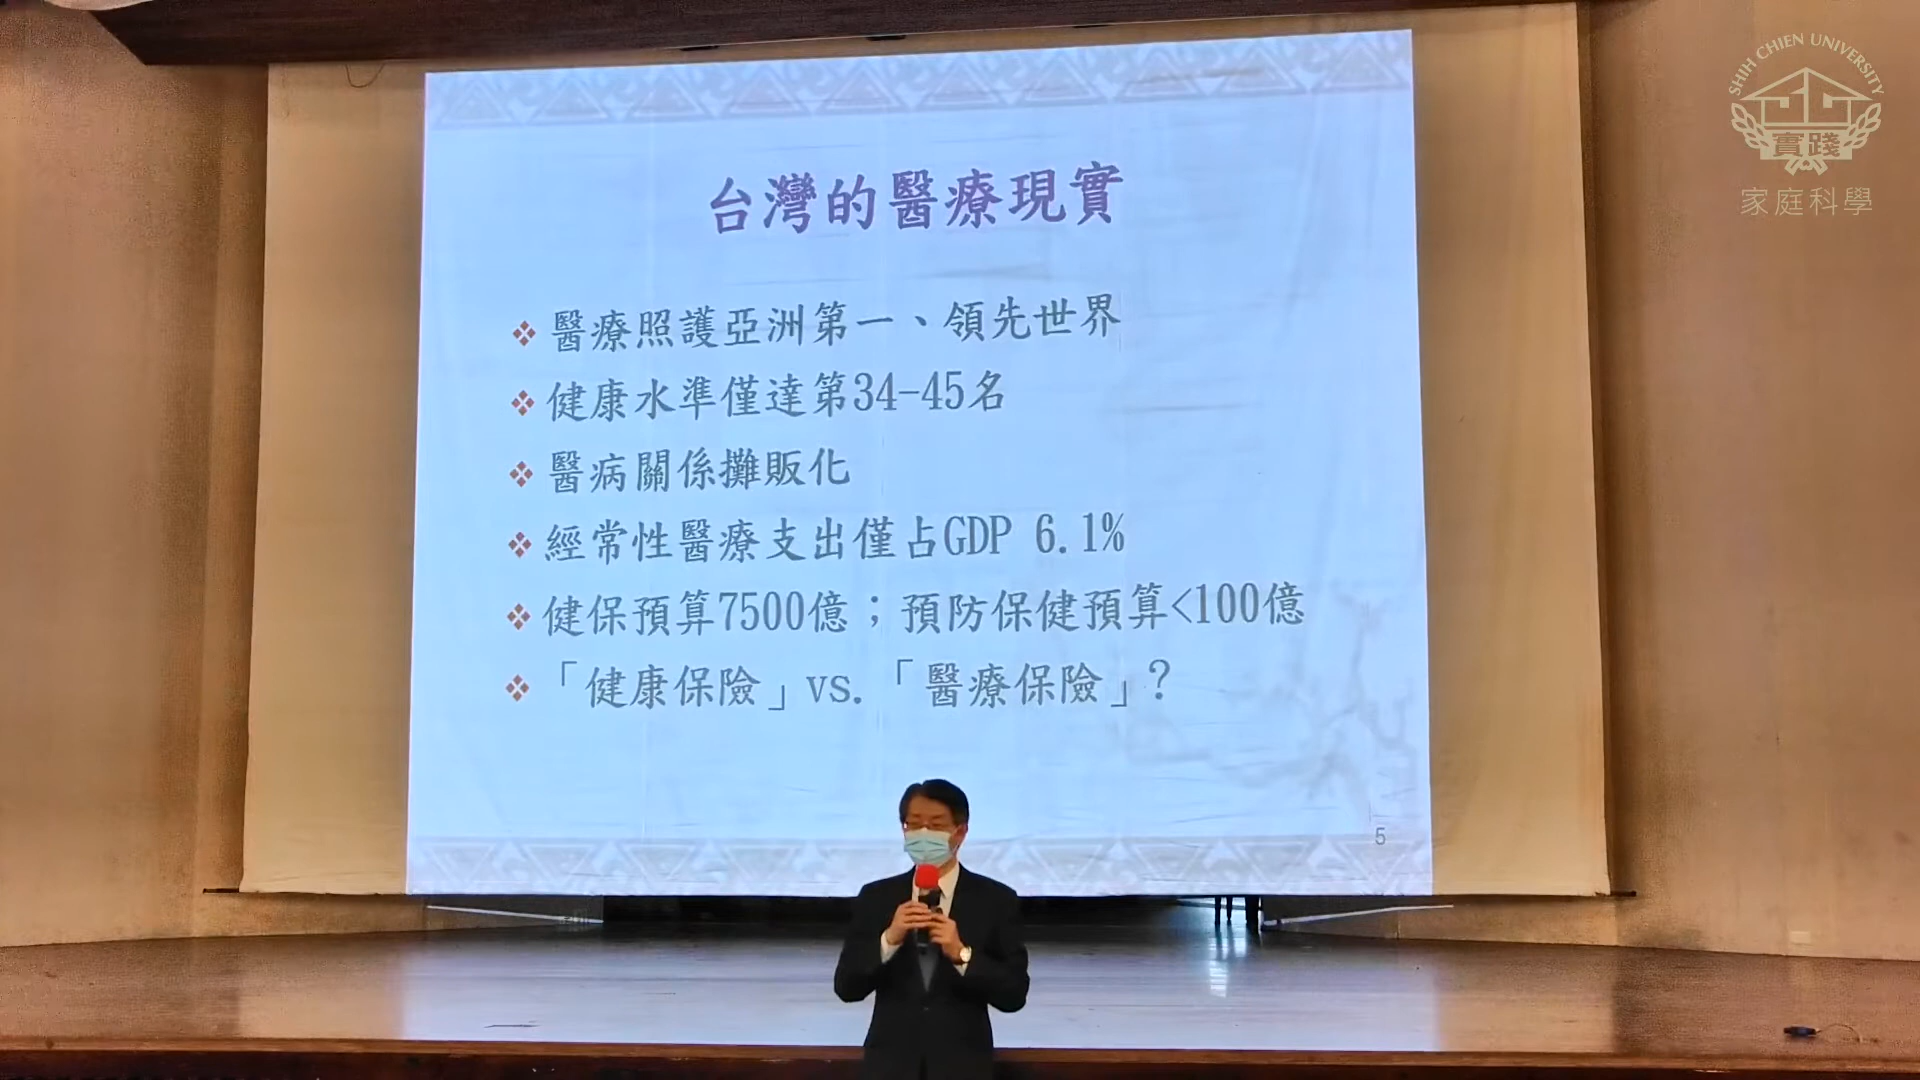 台灣的醫療現實
醫療照護亞洲第一、領先世界
健康水準僅達第34-45名
醫病關係攤販化
經常性醫療支出僅占GDP 6.1%
健保預算7500億；預防保健預算<100億
「健康保險」vs.「醫療保險」?
5
SHIH CHIEN UNIVERSITY
實踐
家庭科學